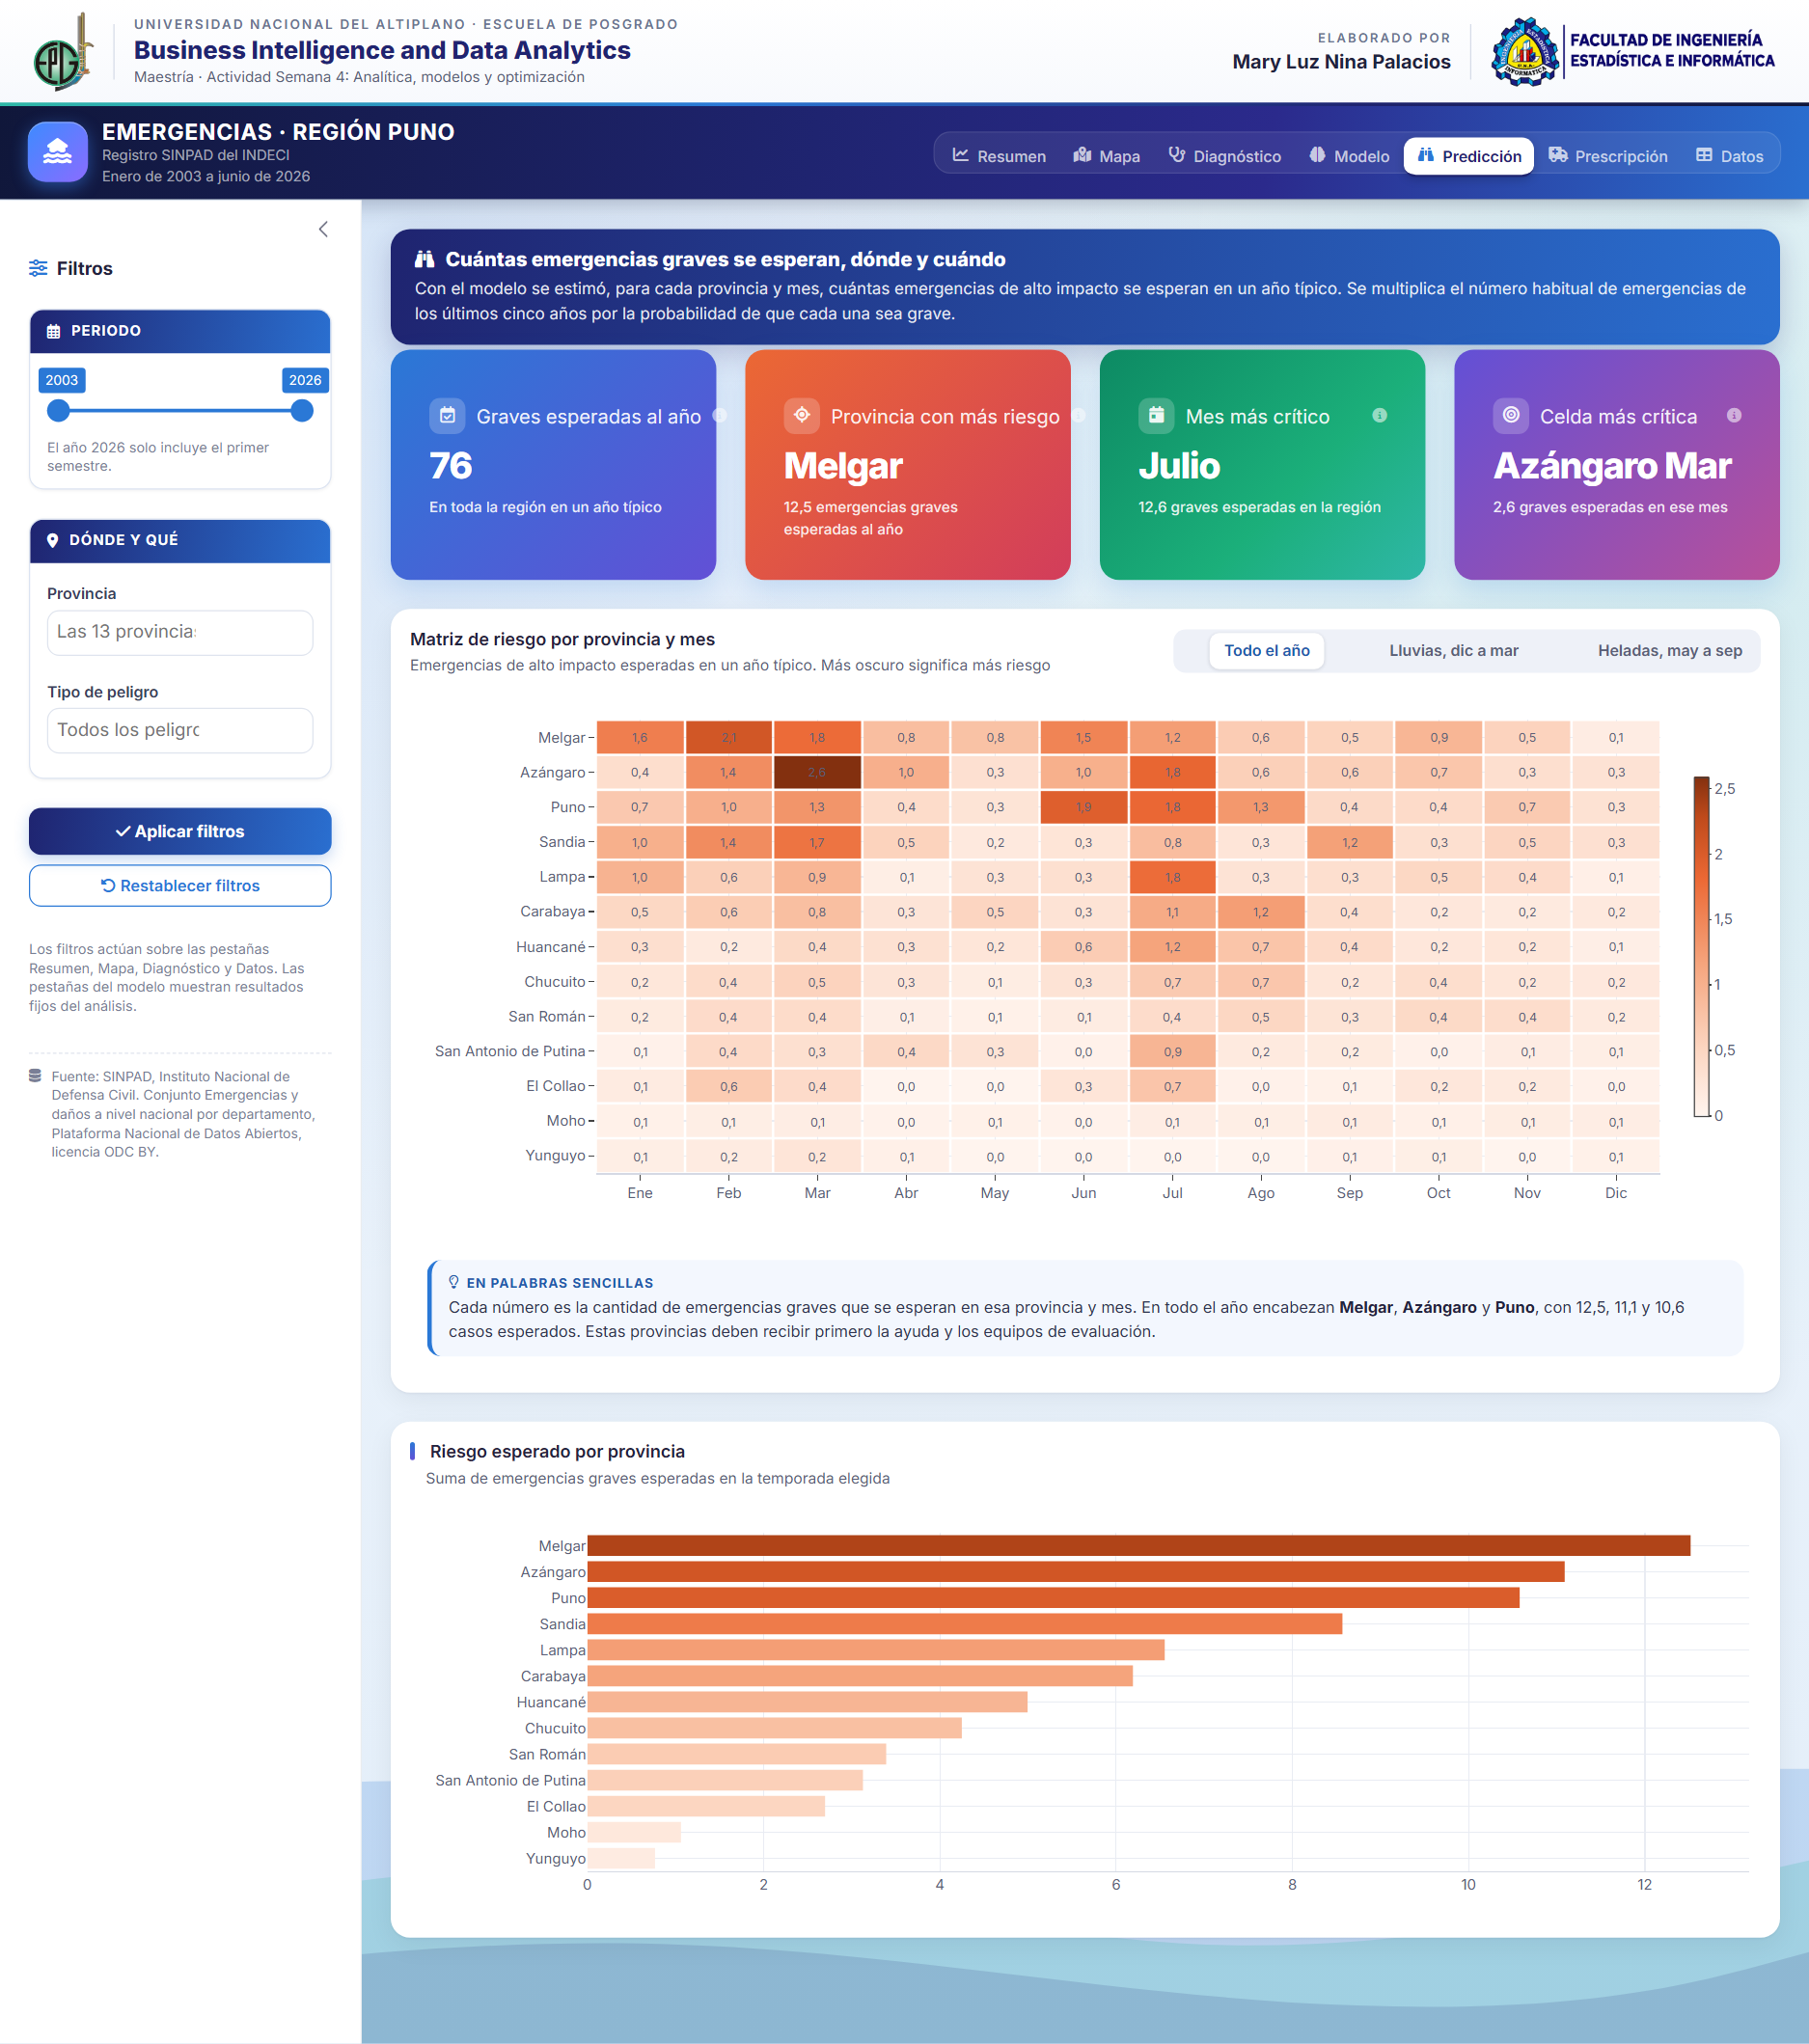 UNIVERSIDAD NACIONAL DEL ALTIPLANO · ESCUELA DE POSGRADO
Business Intelligence and Data Analytics
Maestría · Actividad Semana 4: Analítica, modelos y optimización
ELABORADO POR
Mary Luz Nina Palacios
FACULTAD DE INGENIERÍA
ESTADÍSTICA E INFORMÁTICA
EPG
EMERGENCIAS · REGIÓN PUNO
Registro SINPAD del INDECI
Enero de 2003 a junio de 2026
Resumen Mapa Diagnóstico Modelo Predicción Prescripción Datos
Filtros
PERIODO
2003 2026
El año 2026 solo incluye el primer
semestre.
DÓNDE Y QUÉ
Provincia
Las 13 provincia
Tipo de peligro
Todos los peligrc
Aplicar filtros
Restablecer filtros
Los filtros actúan sobre las pestañas
Resumen, Mapa, Diagnóstico y Datos. Las
pestañas del modelo muestran resultados
fijos del análisis.
Fuente: SINPAD, Instituto Nacional de
Defensa Civil. Conjunto Emergencias y
daños a nivel nacional por departamento,
Plataforma Nacional de Datos Abiertos,
licencia ODC BY.
Cuántas emergencias graves se esperan, dónde y cuándo
Con el modelo se estimó, para cada provincia y mes, cuántas emergencias de alto impacto se esperan en un año típico. Se multiplica el número habitual de emergencias de
los últimos cinco años por la probabilidad de que cada una sea grave.
Graves esperadas al año
76
En toda la región en un año típico
Provincia con más riesgo
Melgar
12,5 emergencias graves
esperadas al año
Mes más crítico
Julio
12,6 graves esperadas en la región
Celda más crítica
Azángaro Mar
2,6 graves esperadas en ese mes
Matriz de riesgo por provincia y mes
Emergencias de alto impacto esperadas en un año típico. Más oscuro significa más riesgo
Todo el año Lluvias, dic a mar Heladas, may a sep
Melgar 1,6 2,1 1,8 0,8 0,8 1,5 1,2 0,6 0,5 0,9 0,5 0,1
Azángaro 0,4 1,4 2,6 1,0 0,3 1,0 1,8 0,6 0,6 0,7 0,3 0,3
Puno 0,7 1,0 1,3 0,4 0,3 1,9 1,8 1,3 0,4 0,4 0,7 0,3
Sandia 1,0 1,4 1,7 0,5 0,2 0,3 0,8 0,3 1,2 0,3 0,5 0,3
Lampa 1,0 0,6 0,9 0,1 0,3 0,3 1,8 0,3 0,3 0,5 0,4 0,1
Carabaya 0,5 0,6 0,8 0,3 0,5 0,3 1,1 1,2 0,4 0,2 0,2 0,2
Huancané 0,3 0,2 0,4 0,3 0,2 0,6 1,2 0,7 0,4 0,2 0,2 0,1
Chucuito 0,2 0,4 0,5 0,3 0,1 0,3 0,7 0,7 0,2 0,4 0,2 0,2
San Román 0,2 0,4 0,4 0,1 0,1 0,1 0,4 0,5 0,3 0,4 0,4 0,2
San Antonio de Putina 0,1 0,4 0,3 0,4 0,3 0,0 0,9 0,2 0,2 0,0 0,1 0,1
El Collao 0,1 0,6 0,4 0,0 0,0 0,3 0,7 0,0 0,1 0,2 0,2 0,0
Moho 0,1 0,1 0,1 0,0 0,1 0,0 0,1 0,1 0,1 0,1 0,1 0,1
Yunguyo 0,1 0,2 0,2 0,1 0,0 0,0 0,0 0,0 0,1 0,1 0,0 0,1
Ene Feb Mar Abr May Jun Jul Ago Sep Oct Nov Dic
2,5
2
1,5
1
0,5
0
EN PALABRAS SENCILLAS
Cada número es la cantidad de emergencias graves que se esperan en esa provincia y mes. En todo el año encabezan Melgar, Azángaro y Puno, con 12,5, 11,1 y 10,6
casos esperados. Estas provincias deben recibir primero la ayuda y los equipos de evaluación.
Riesgo esperado por provincia
Suma de emergencias graves esperadas en la temporada elegida
Melgar
Azángaro
Puno
Sandia
Lampa
Carabaya
Huancané
Chucuito
San Román
San Antonio de Putina
El Collao
Moho
Yunguyo
0 2 4 6 8 10 12